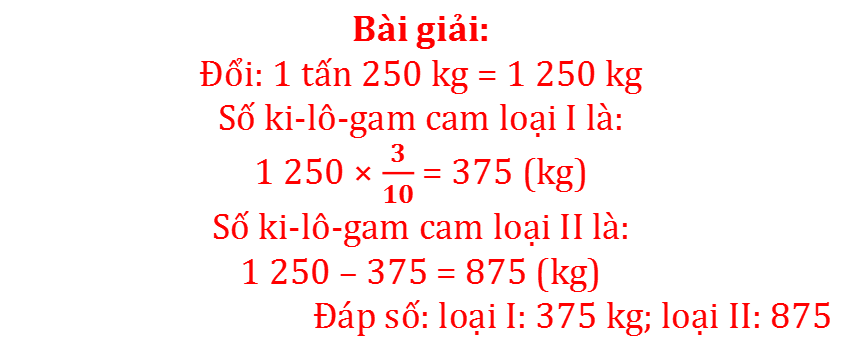 Bài giải:
Đổi: 1 tấn 250 kg = 1 250 kg
Số ki-lô-gam cam loại I là:
1 250 × 3/10 = 375 (kg)
Số ki-lô-gam cam loại II là:
1 250 – 375 = 875 (kg)
Đáp số: loại I: 375 kg; loại II: 875